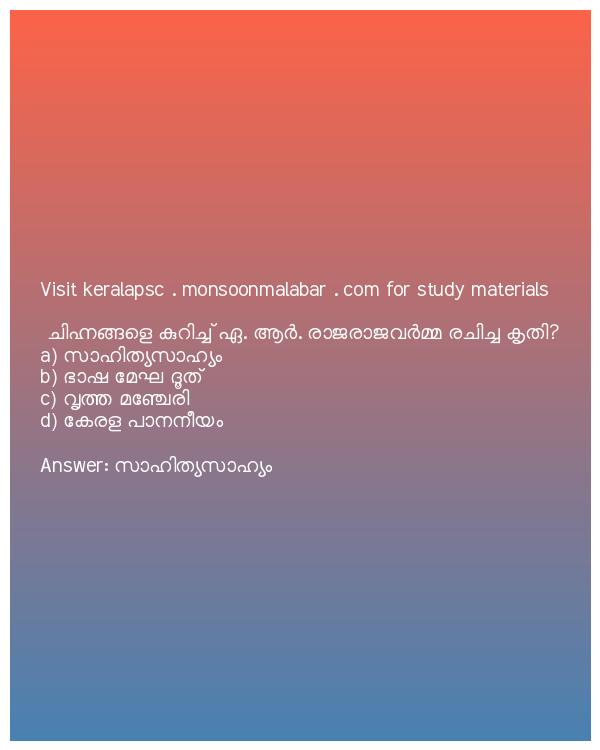 Visit keralapsc . monsoonmalabar . com for study materials
ചിഹ്നങ്ങളെ കുറിച്ച് ഏ. ആർ. രാജരാജവർമ്മ രചിച്ച കൃതി?
a) സാഹിത്യസാഹ്യം
b) ഭാഷ മേഘ ദൂത്
c) വൃത്ത മഞ്ചേരി
d) കേരള പാനനീയം
Answer: സാഹിത്യസാഹ്യം